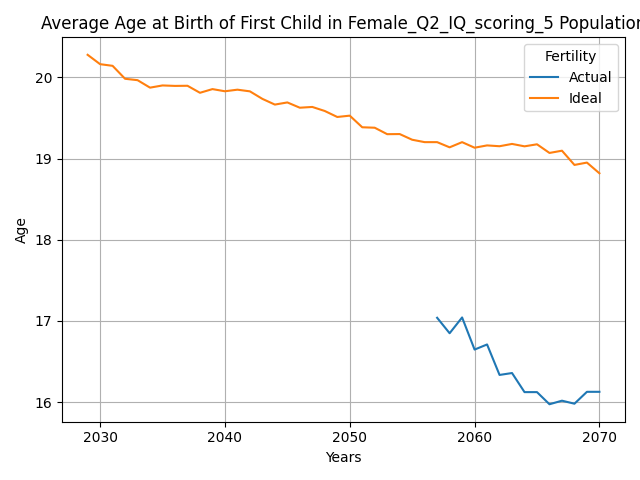 Average Age at Birth of First Child in Female_Q2_IQ_scoring_5 Population
Fertility
Actual
Ideal
20
19
18
17
16
Age
2030
2040
2050
2060
2070
Years